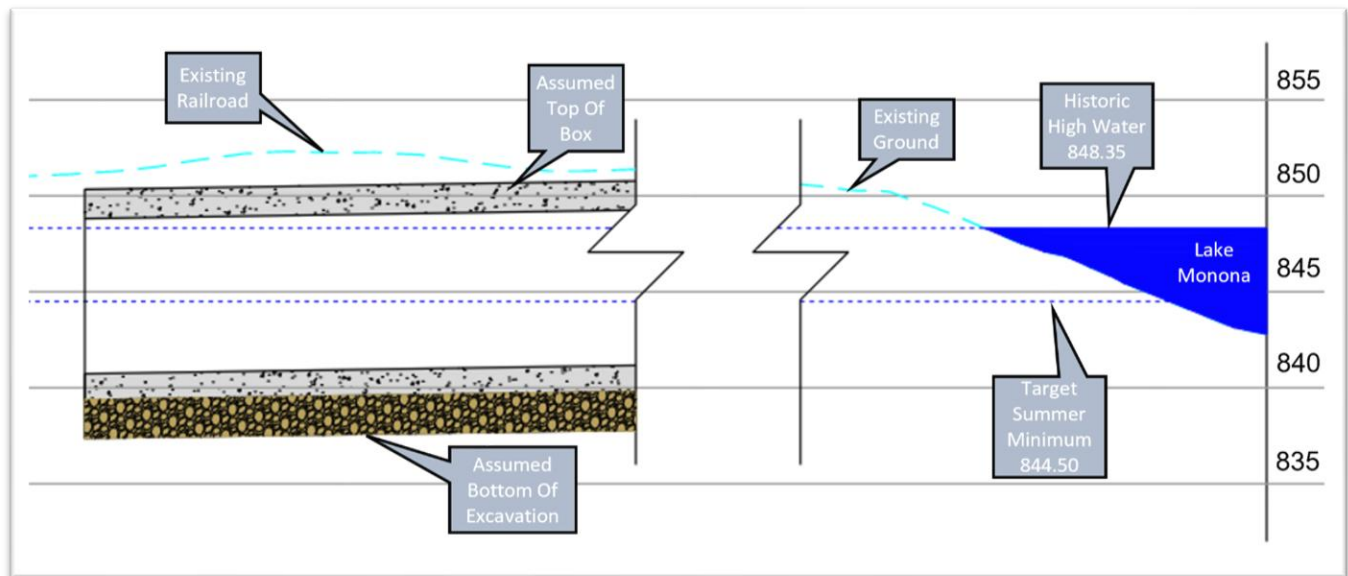 Existing
Railroad
Assumed
Top Of
Box
Existing
Ground
Historic
High Water
848.35
855
850
Lake
Monona
845
840
Target
Summer
Minimum
844.50
Assumed
Bottom Of
Excavation
835